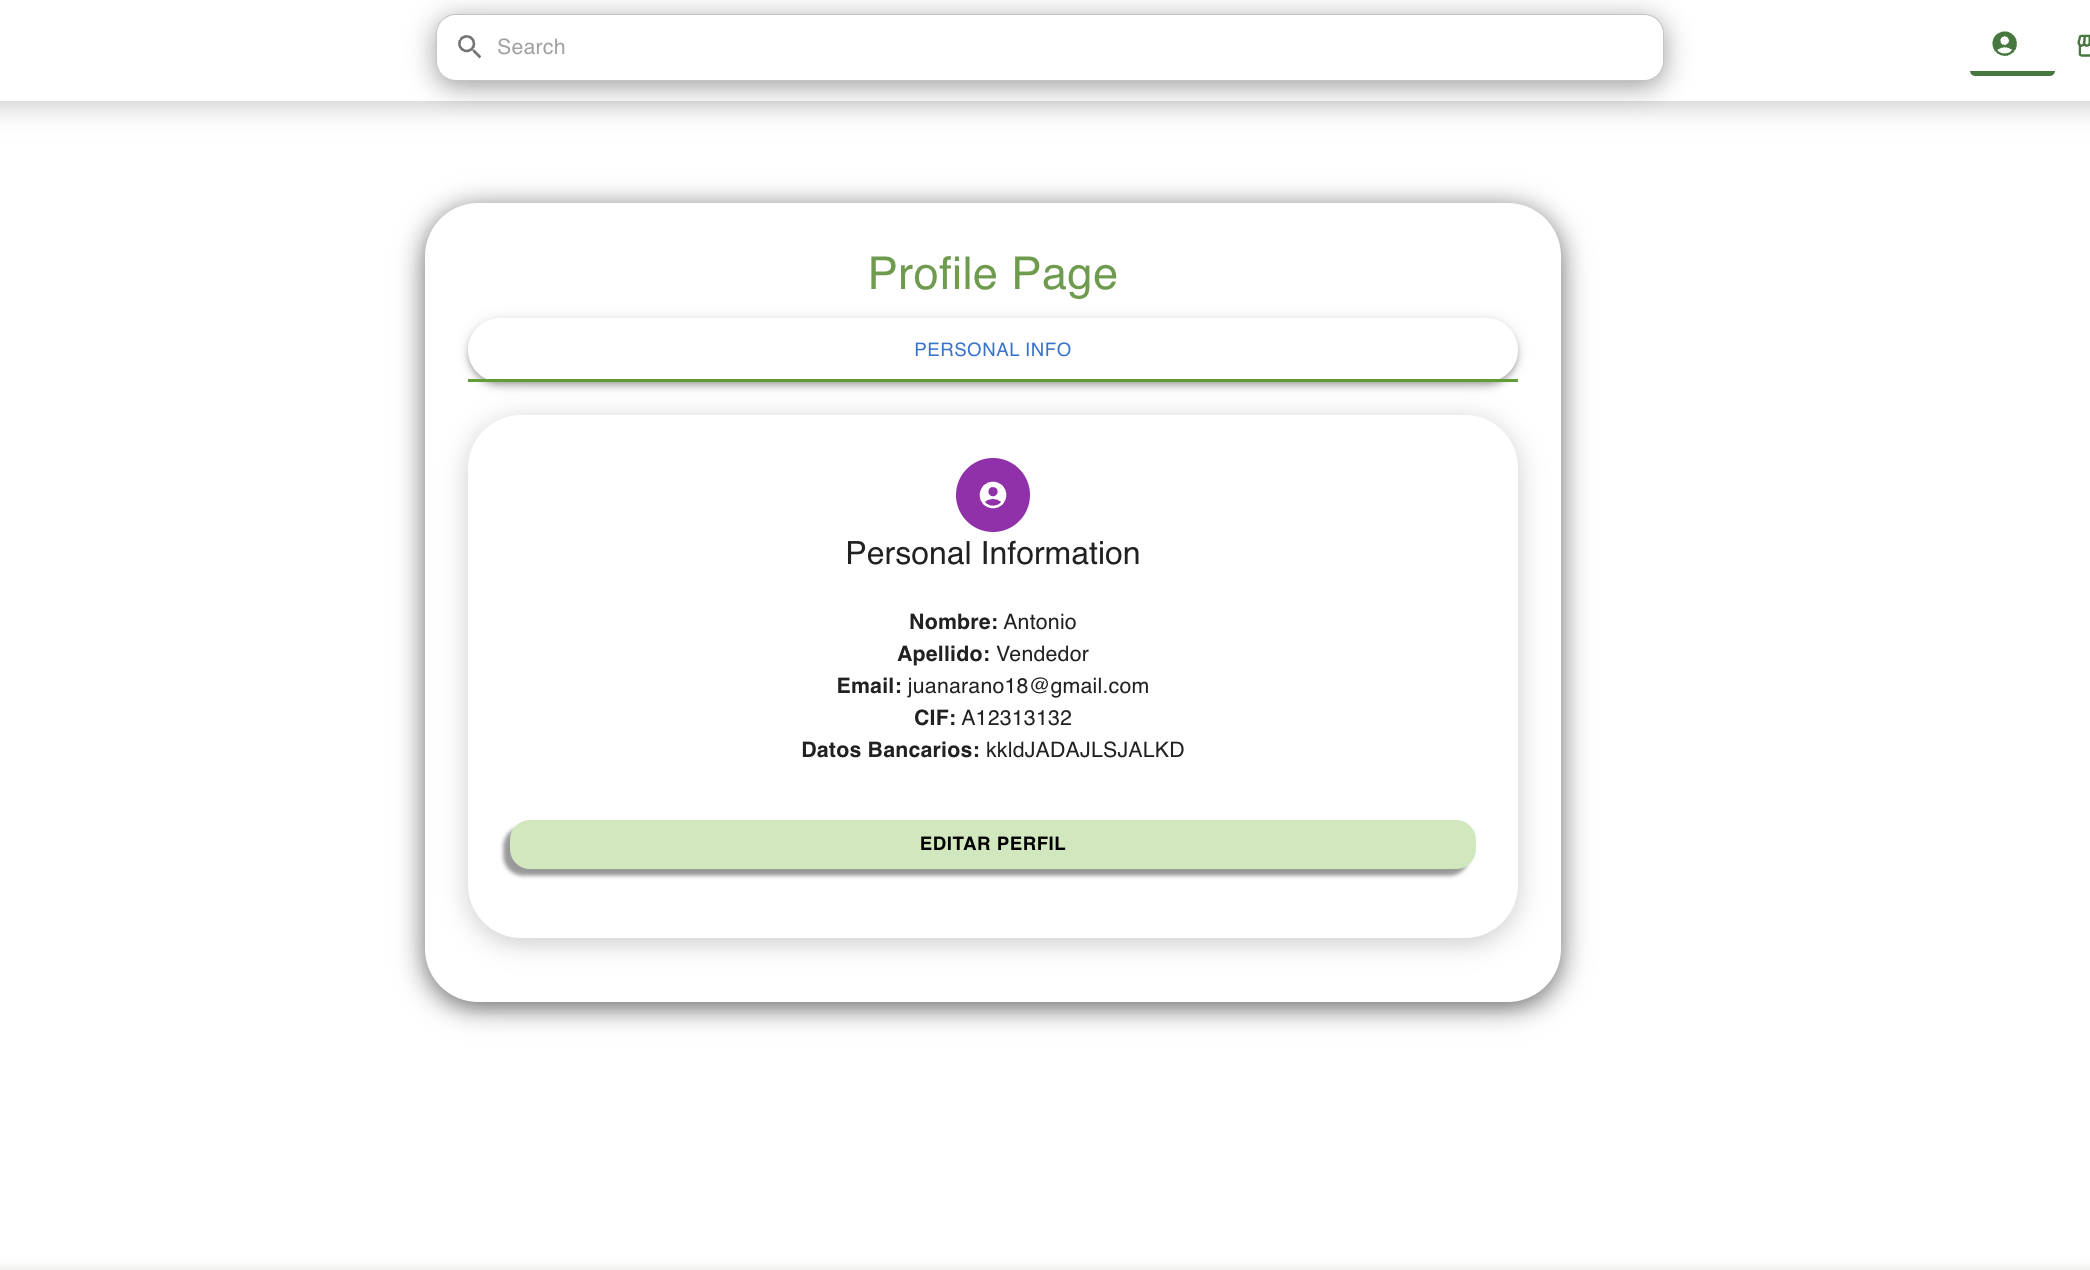 Search
Profile Page
PERSONAL INFO
Personal Information
Nombre: Antonio
Apellido: Vendedor
Email: juanarano18@gmail.com
CIF: A12313132
Datos Bancarios: kkldJADAJLSJALKD
EDITAR PERFIL